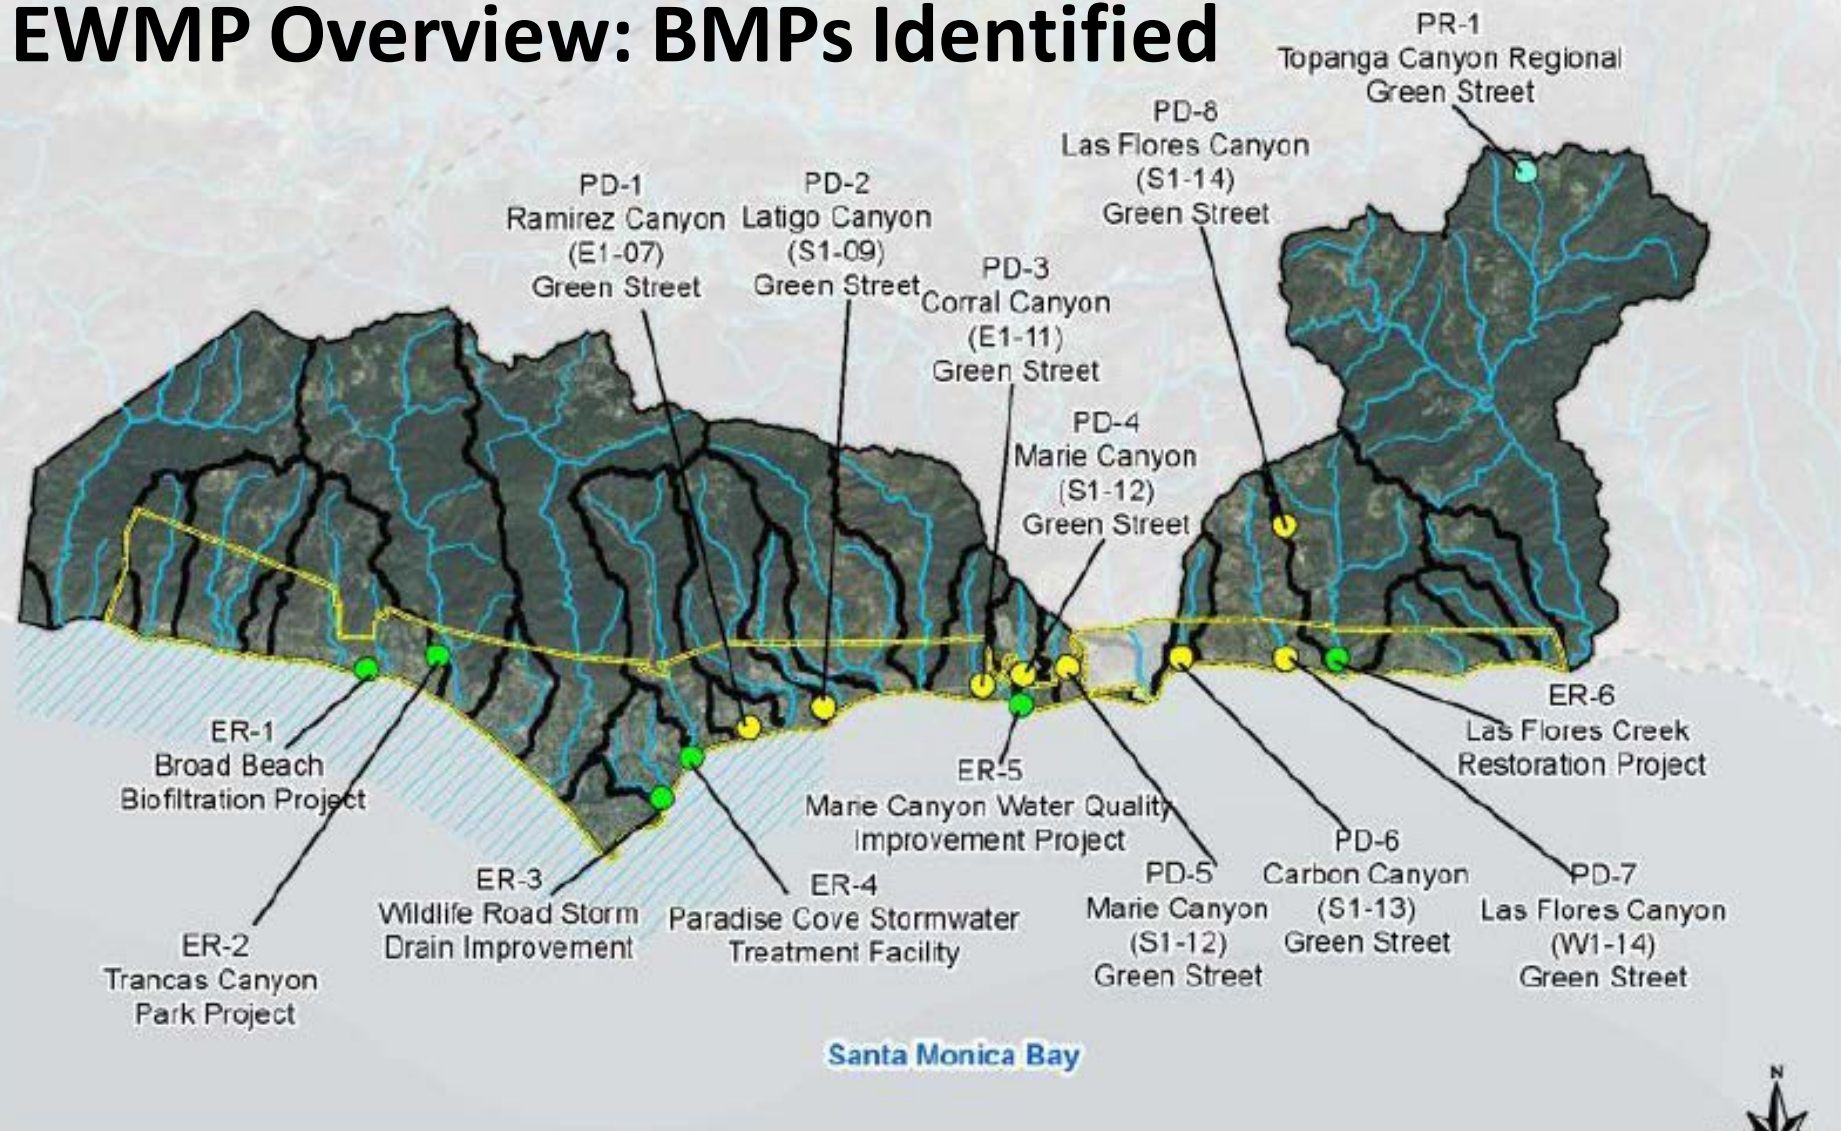 EWMP Overview: BMPs Identified
PR-1
Topanga Canyon Regional
Green Street
PD-8
Las Flores Canyon
(S1-14)
Green Street
PD-1
Ramirez Canyon
(E1-07)
Green Street
PD-2
Latigo Canyon
(S1-09)
Green Street
PD-3
Corral Canyon
(E1-11)
Green Street
PD-4
Marie Canyon
(S1-12)
Green Street
ER-1
Broad Beach
Biofiltration Project
ER-2
Trancas Canyon
Park Project
ER-3
Wildlife Road Storm
Drain Improvement
ER-4
Paradise Cove Stormwater
Treatment Facility
ER-5
Marie Canyon Water Quality
Improvement Project
PD-5
Marie Canyon
(S1-12)
Green Street
PD-6
Carbon Canyon
(S1-13)
Green Street
PD-7
Las Flores Canyon
(W1-14)
Green Street
ER-6
Las Flores Creek
Restoration Project
Santa Monica Bay
N